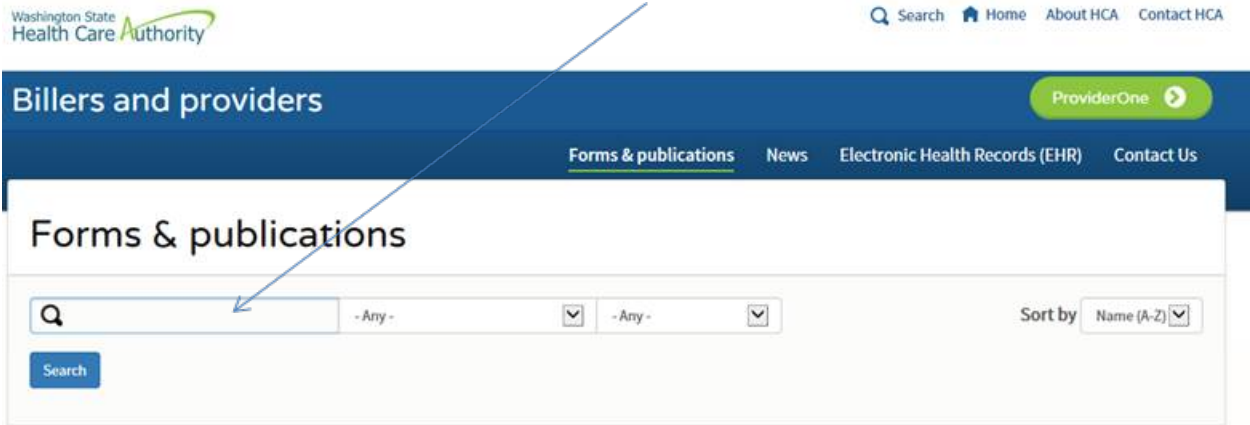 Washington State
Health Care Authority
Search Home About HCA Contact HCA
Billers and providers
ProviderOne
Forms & publications News Electronic Health Records (EHR) Contact Us
Forms & publications
- Any - - Any - Sort by Name (A-Z)
Search